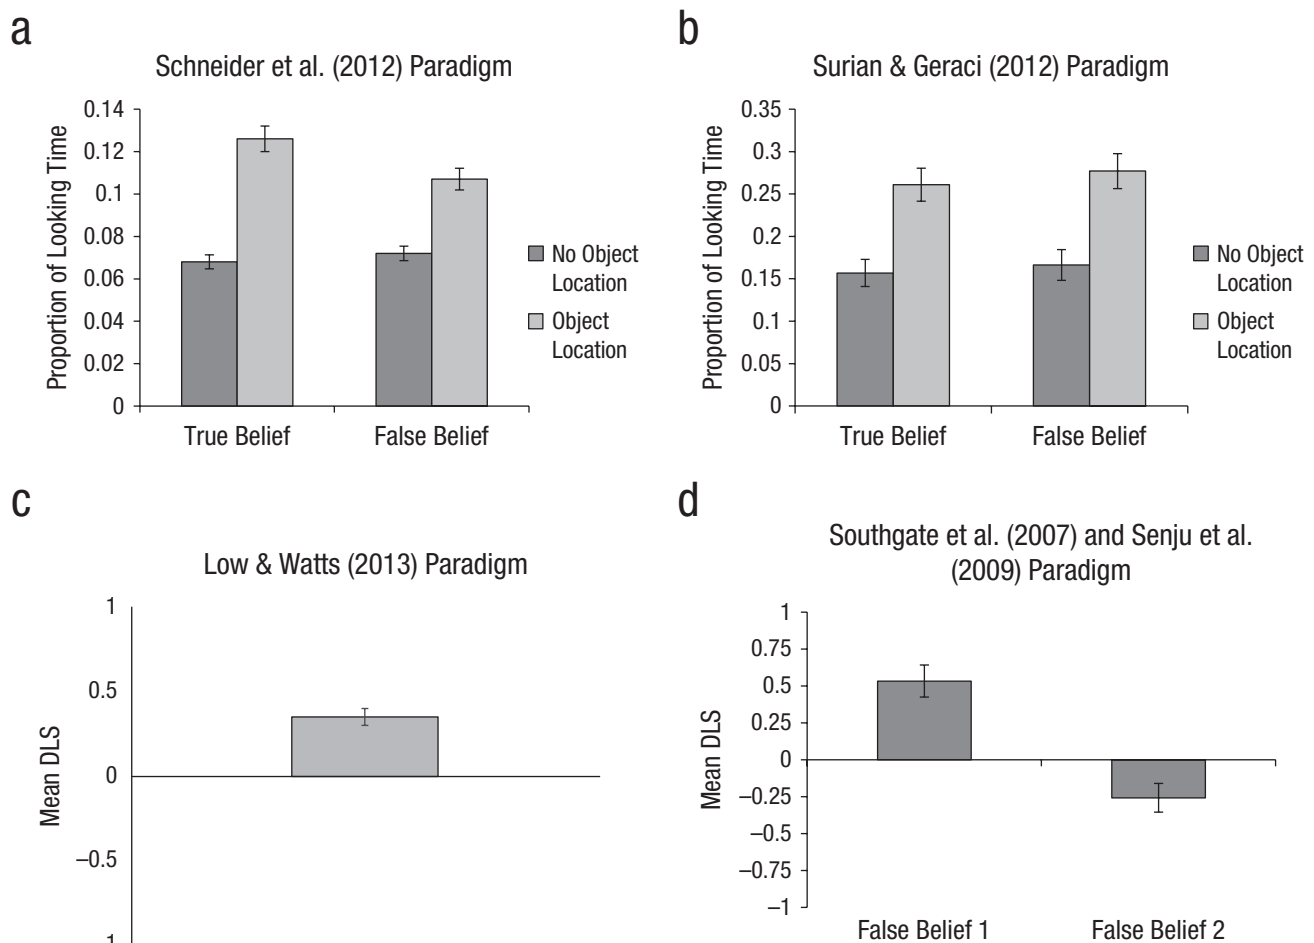 a
Schneider et al. (2012) Paradigm
Proportion of Looking Time
0.14
0.12
0.1
0.08
0.06
0.04
0.02
0
True Belief
False Belief
No Object
Location
Object
Location
b
Surian & Geraci (2012) Paradigm
Proportion of Looking Time
0.35
0.3
0.25
0.2
0.15
0.1
0.05
0
True Belief
False Belief
No Object
Location
Object
Location
c
Low & Watts (2013) Paradigm
Mean DLS
1
0.5
0
–0.5
d
Southgate et al. (2007) and Senju et al.
(2009) Paradigm
Mean DLS
1
0.75
0.5
0.25
0
–0.25
–0.5
–0.75
–1
False Belief 1
False Belief 2